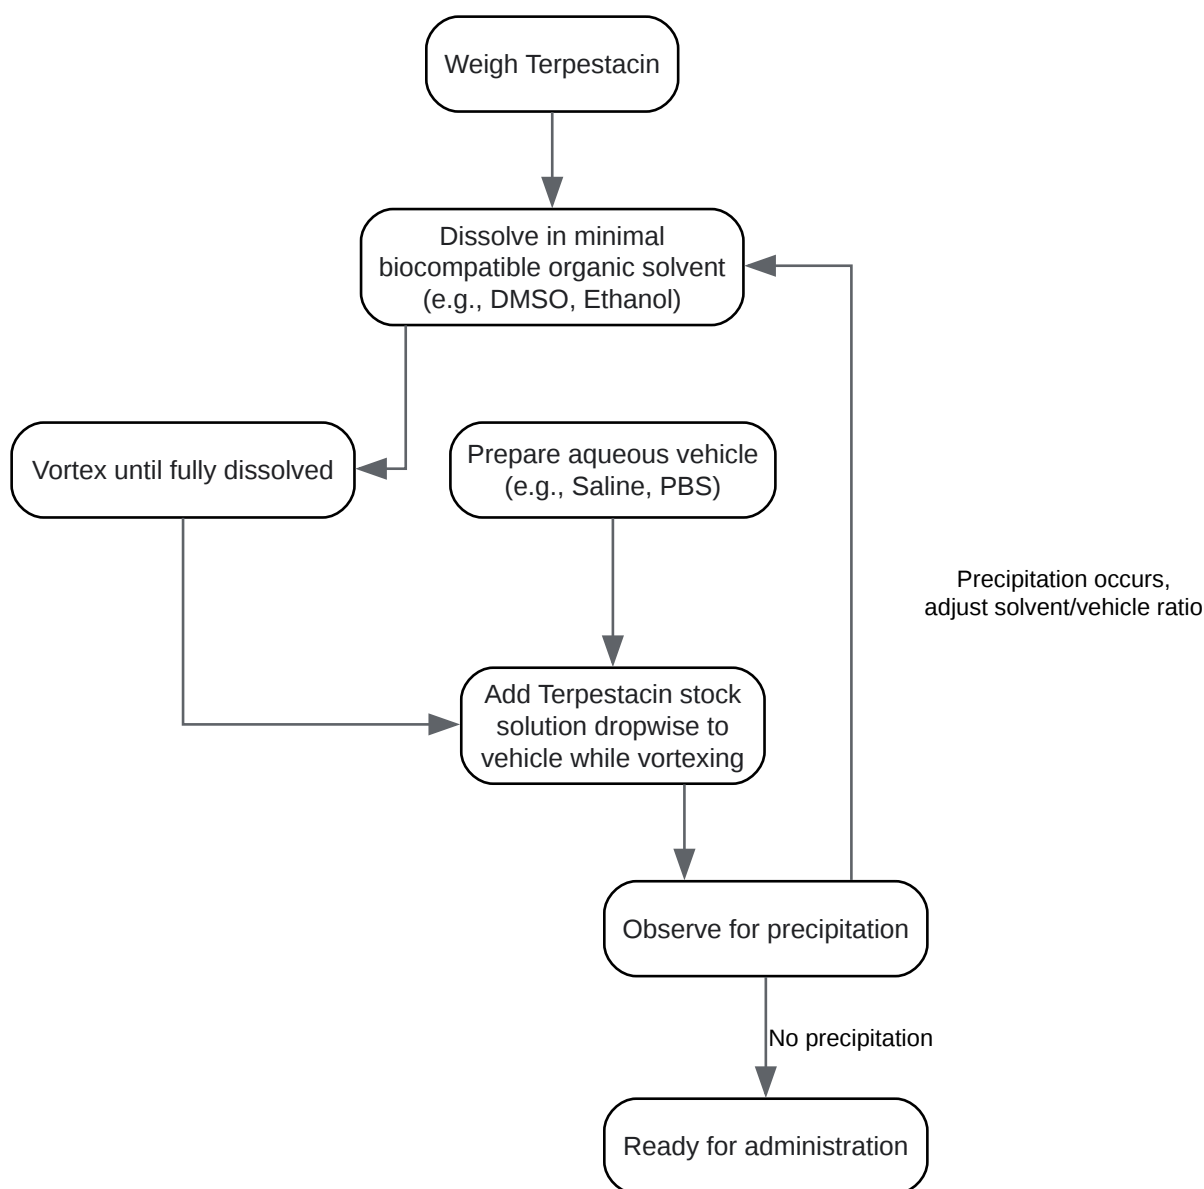 Weigh Terpestacin
Dissolve in minimal
biocompatible organic solvent
(e.g., DMSO, Ethanol)
Vortex until fully dissolved
Prepare aqueous vehicle
(e.g., Saline, PBS)
Precipitation occurs,
adjust solvent/vehicle ratio
Add Terpestacin stock
solution dropwise to
vehicle while vortexing
Observe for precipitation
No precipitation
Ready for administration